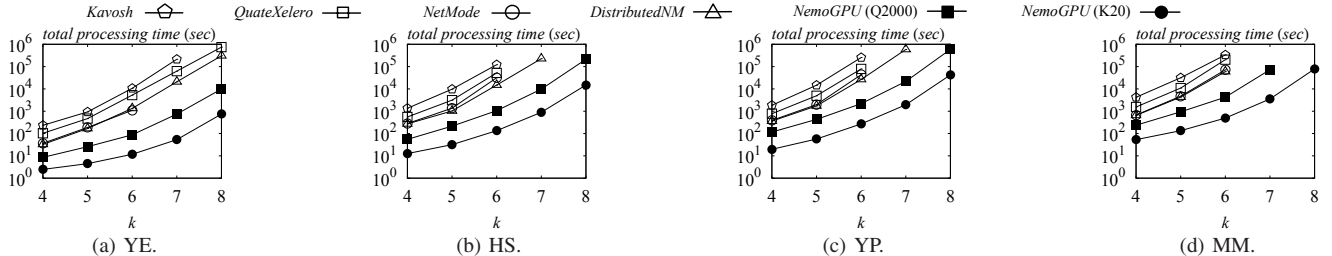 Kavosh QuateXelero NetMode DistributedNM NemoGPU (Q2000) NemoGPU (K20)
total processing time (sec)
10^6
10^5
10^4
10^3
10^2
10^1
10^0
4 5 6 7 8
k
(a) YE.
total processing time (sec)
10^6
10^5
10^4
10^3
10^2
10^1
10^0
4 5 6 7 8
k
(b) HS.
total processing time (sec)
10^6
10^5
10^4
10^3
10^2
10^1
10^0
4 5 6 7 8
k
(c) YP.
total processing time (sec)
10^6
10^5
10^4
10^3
10^2
10^1
10^0
4 5 6 7 8
k
(d) MM.